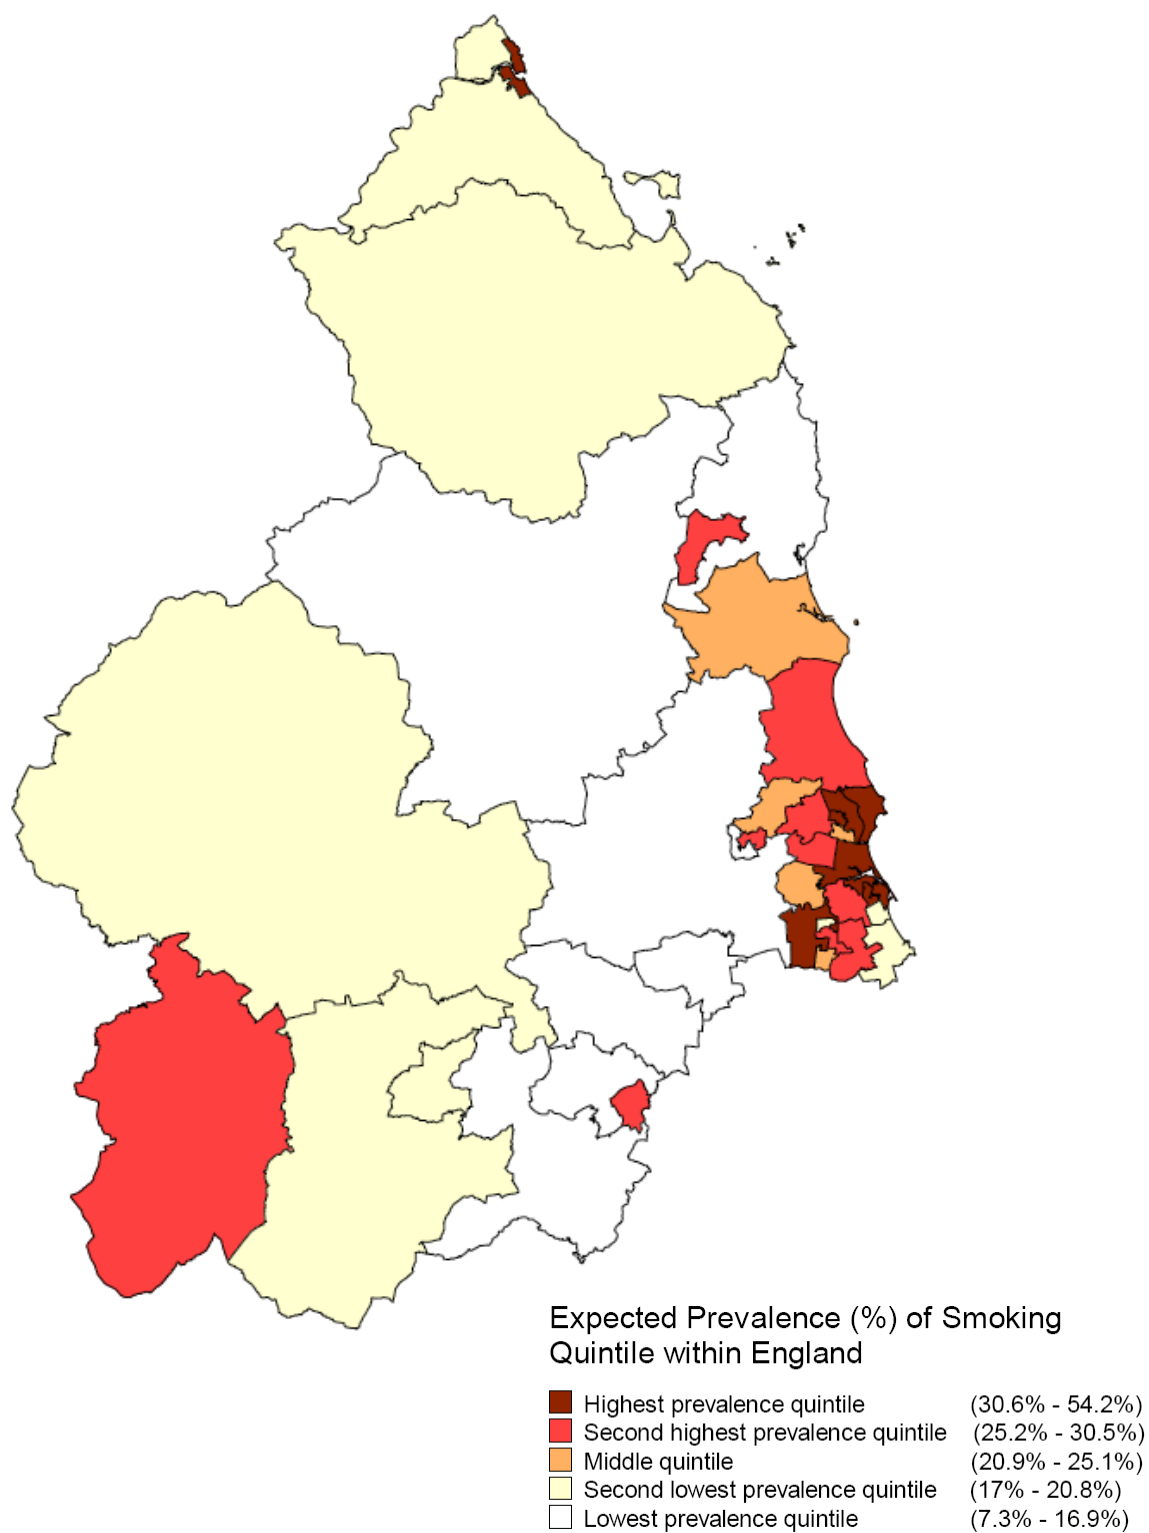 Expected Prevalence (%) of Smoking
Quintile within England
Highest prevalence quintile (30.6% - 54.2%)
Second highest prevalence quintile (25.2% - 30.5%)
Middle quintile (20.9% - 25.1%)
Second lowest prevalence quintile (17% - 20.8%)
Lowest prevalence quintile (7.3% - 16.9%)